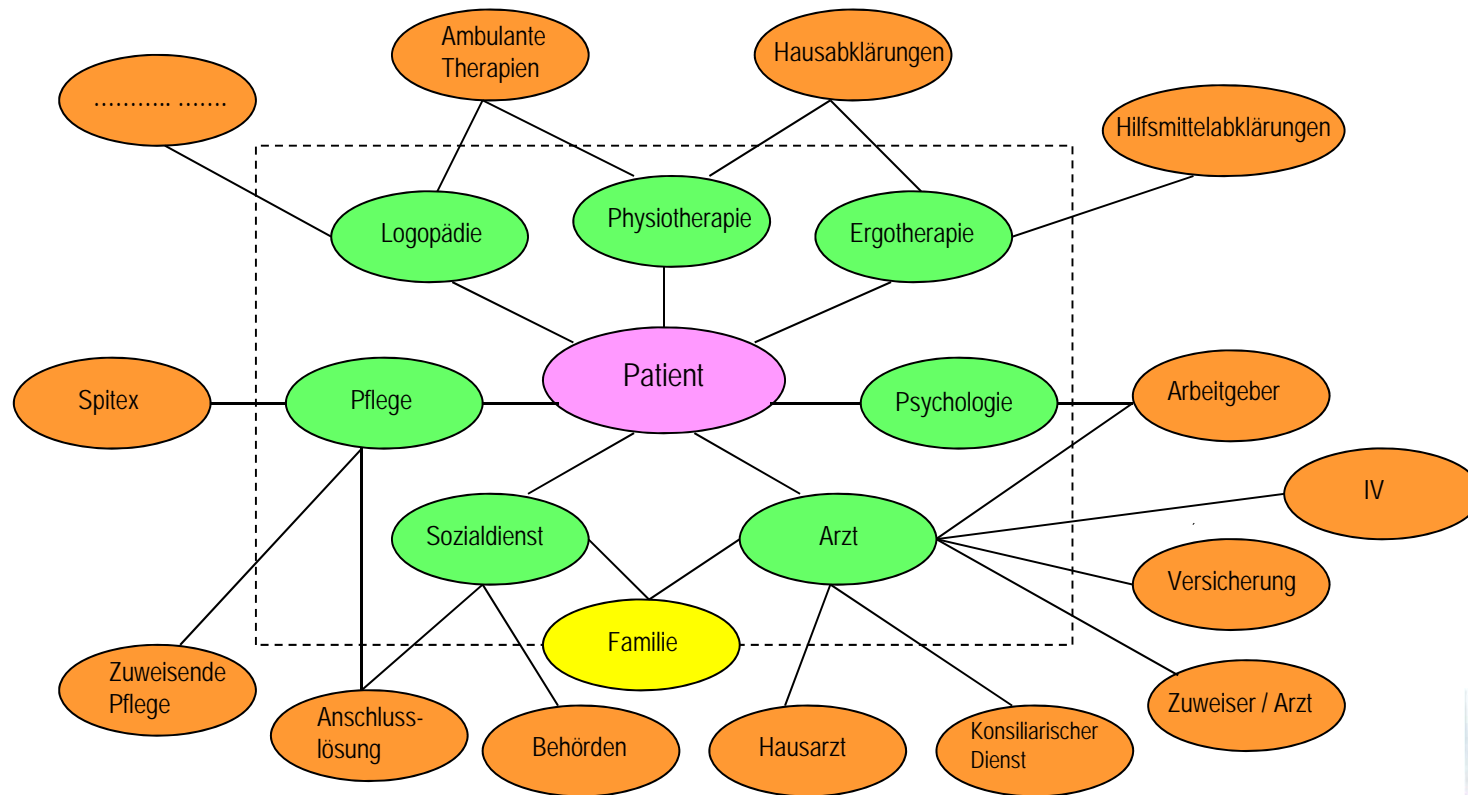 Ambulante
Therapien
Hausabklärungen
……….. …….
Hilfsmittelabklärungen
Logopädie
Physiotherapie
Ergotherapie
Patient
Spitex
Pflege
Psychologie
Arbeitgeber
IV
Sozialdienst
Arzt
Versicherung
Familie
Zuweisende
Pflege
Anschluss-
lösung
Behörden
Hausarzt
Konsiliarischer
Dienst
Zuweiser / Arzt